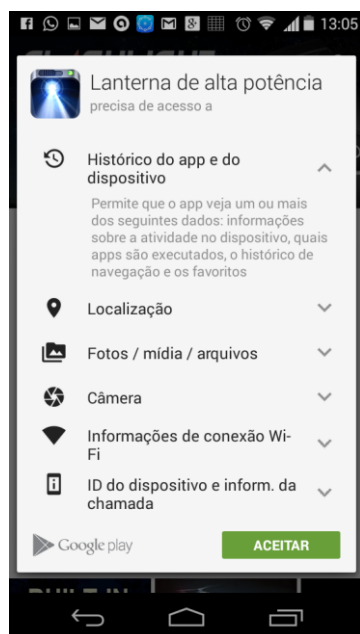 13:05
Lanterna de alta potência
precisa de acesso a
Histórico do app e do
dispositivo
Permite que o app veja um ou mais
dos seguintes dados: informações
sobre a atividade no dispositivo, quais
apps são executados, o histórico de
navegação e os favoritos
Localização
Fotos / mídia / arquivos
Câmera
Informações de conexão Wi-
Fi
ID do dispositivo e inform. da
chamada
Google play
ACEITAR